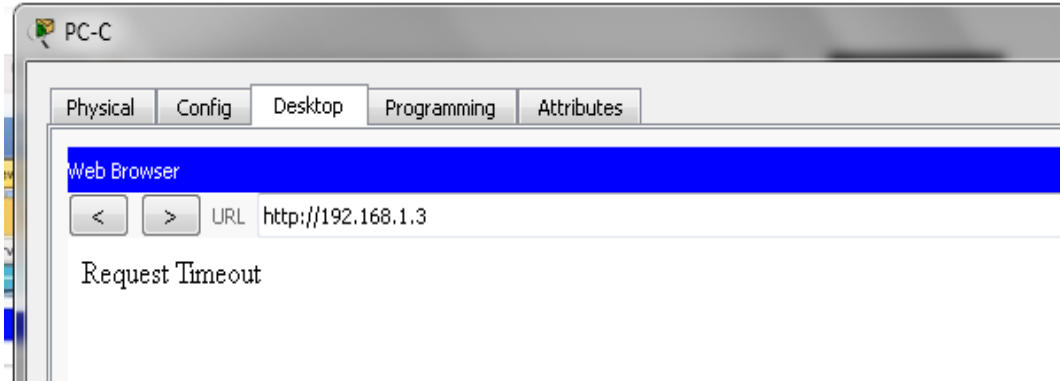 PC-C
Physical Config Desktop Programming Attributes
Web Browser
< > URL http://192.168.1.3
Request Timeout